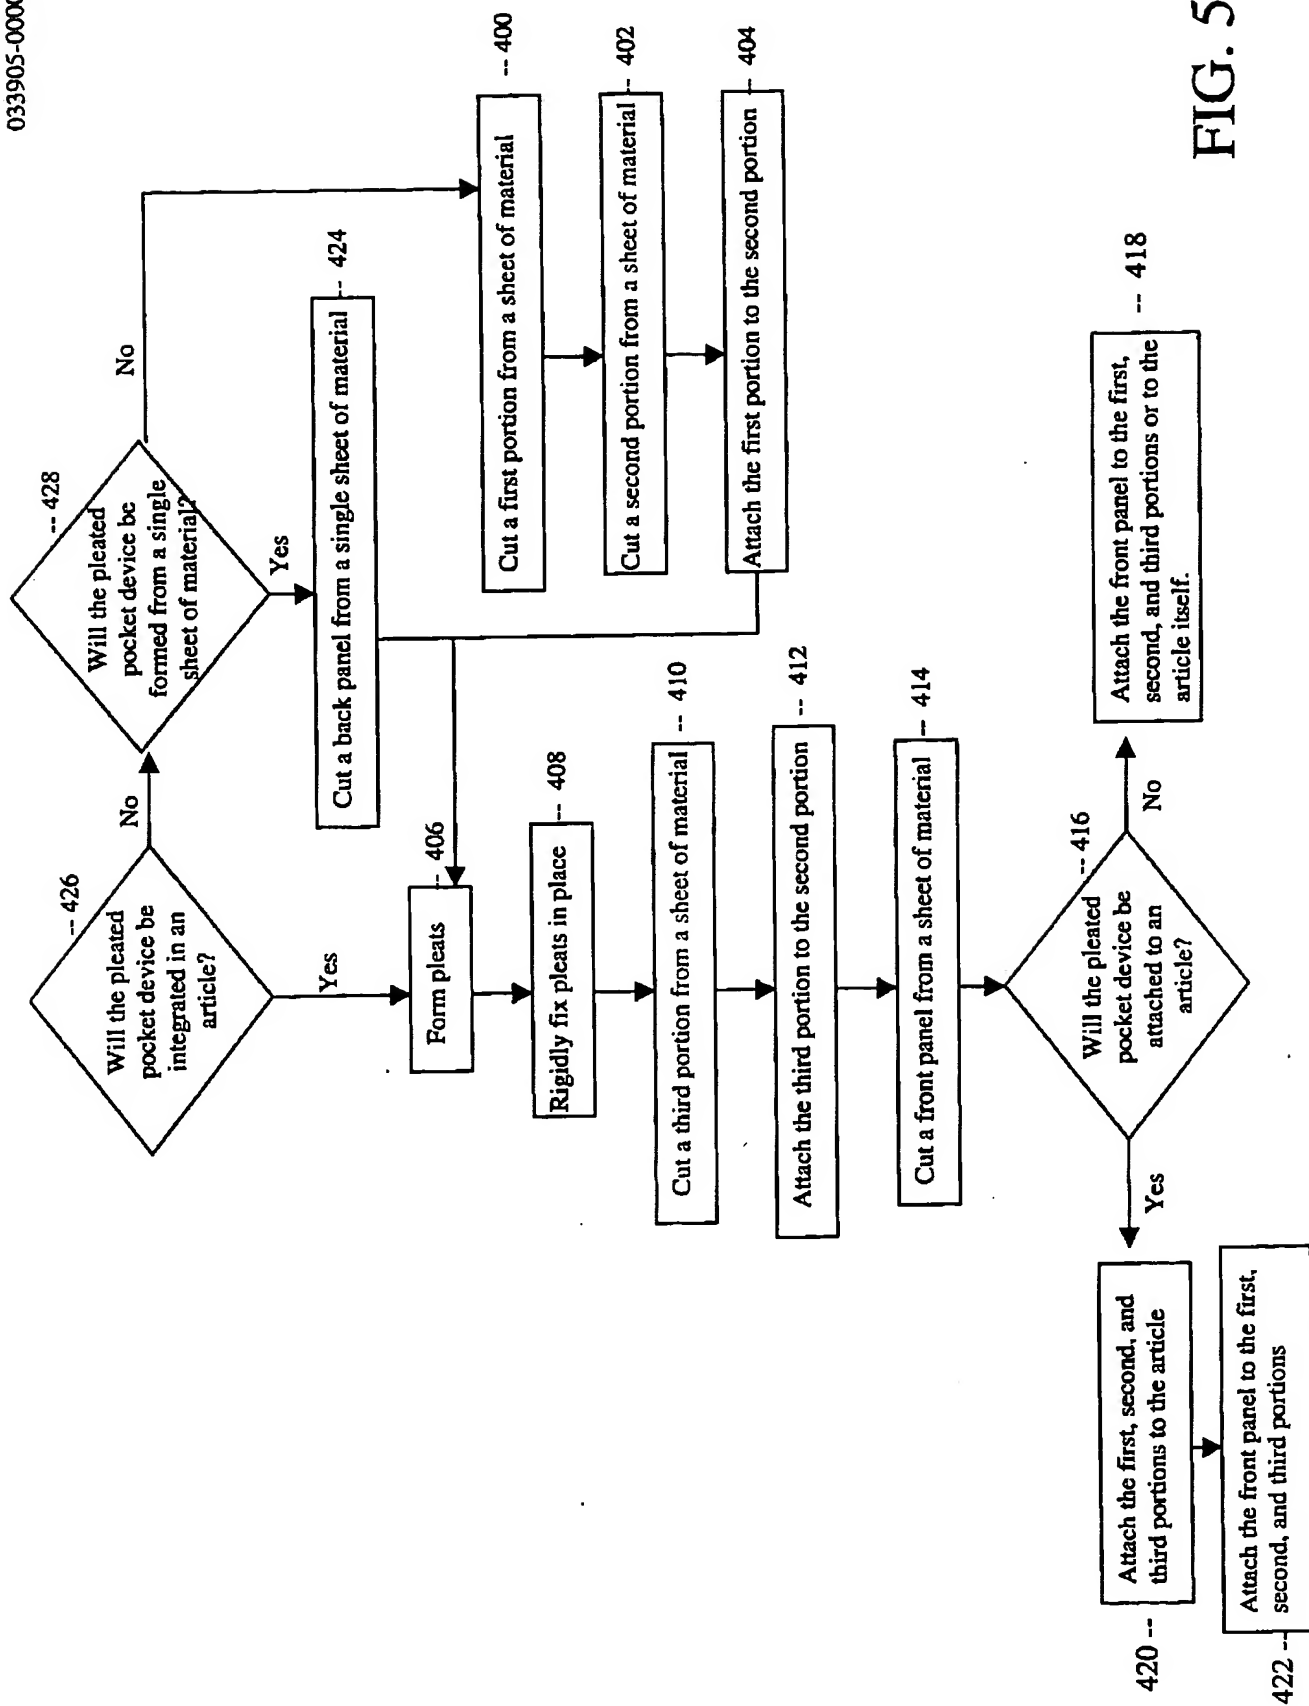 033905-000
Will the pleated
pocket device be
integrated in an
article?
-- 426
No
Yes
Will the pleated
pocket device be
formed from a single
sheet of material?
-- 428
No
Yes
Cut a back panel from a single sheet of material
-- 424
Cut a first portion from a sheet of material
-- 400
Cut a second portion from a sheet of material
-- 402
Attach the first portion to the second portion
-- 404
Form pleats
-- 406
Rigidly fix pleats in place
-- 408
Cut a third portion from a sheet of material
-- 410
Attach the third portion to the second portion
-- 412
Cut a front panel from a sheet of material
-- 414
Will the pleated
pocket device be
attached to an
article?
-- 416
No
Yes
Attach the front panel to the first,
second, and third portions or to the
article itself.
-- 418
Attach the first, second, and
third portions to the article
420 --
Attach the front panel to the first,
second, and third portions
422 --
FIG. 5